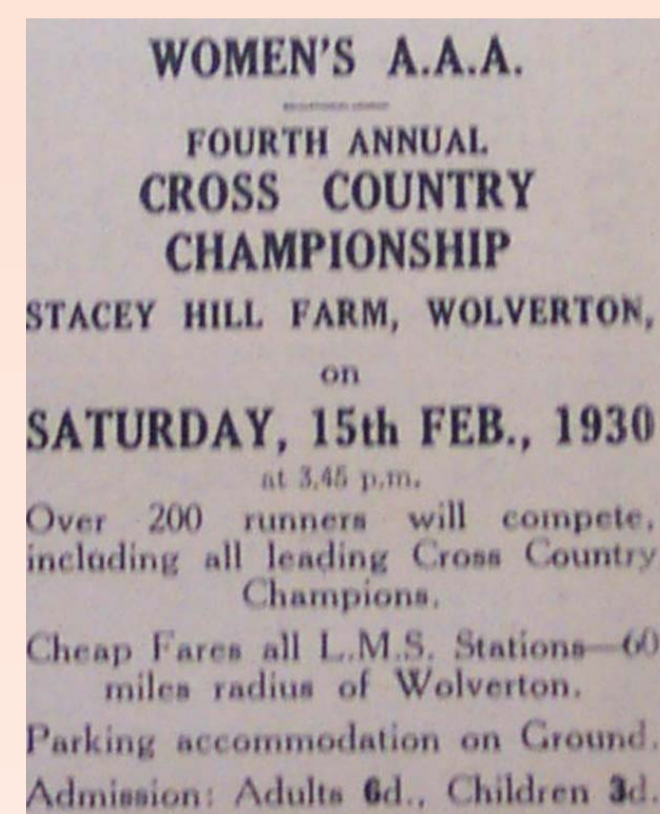 WOMEN'S A.A.A.
FOURTH ANNUAL
CROSS COUNTRY
CHAMPIONSHIP
STACEY HILL FARM, WOLVERTON,
on
SATURDAY, 15th FEB., 1930
at 3.45 p.m.
Over 200 runners will compete,
including all leading Cross Country
Champions.
Cheap Fares all L.M.S. Stations—60
miles radius of Wolverton.
Parking accommodation on Ground.
Admission: Adults 6d., Children 3d.